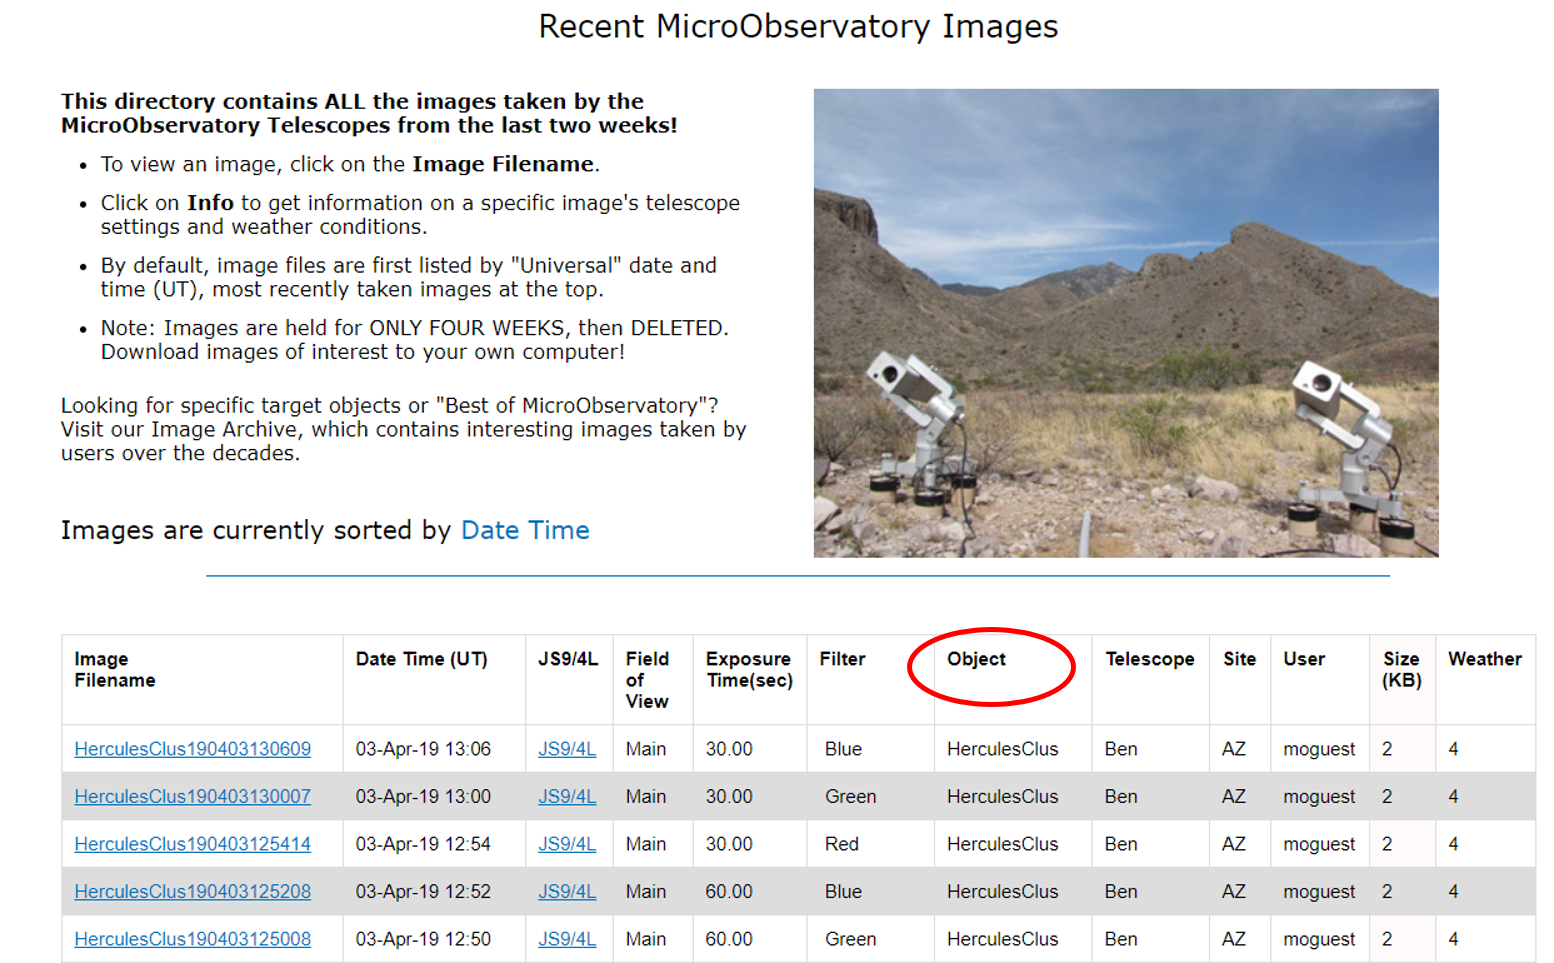 Recent MicroObservatory Images
This directory contains ALL the images taken by the
MicroObservatory Telescopes from the last two weeks!
• To view an image, click on the Image Filename.
• Click on Info to get information on a specific image's telescope
settings and weather conditions.
• By default, image files are first listed by "Universal" date and
time (UT), most recently taken images at the top.
• Note: Images are held for ONLY FOUR WEEKS, then DELETED.
Download images of interest to your own computer!
Looking for specific target objects or "Best of MicroObservatory"?
Visit our Image Archive, which contains interesting images taken by
users over the decades.
Images are currently sorted by Date Time
Image Filename Date Time (UT) JS9/4L Field of View Exposure Time(sec) Filter Object Telescope Site User Size (KB) Weather
HerculesClus190403130609 03-Apr-19 13:06 JS9/4L Main 30.00 Blue HerculesClus Ben AZ moguest 2 4
HerculesClus190403130007 03-Apr-19 13:00 JS9/4L Main 30.00 Green HerculesClus Ben AZ moguest 2 4
HerculesClus190403125414 03-Apr-19 12:54 JS9/4L Main 30.00 Red HerculesClus Ben AZ moguest 2 4
HerculesClus190403125208 03-Apr-19 12:52 JS9/4L Main 60.00 Blue HerculesClus Ben AZ moguest 2 4
HerculesClus190403125008 03-Apr-19 12:50 JS9/4L Main 60.00 Green HerculesClus Ben AZ moguest 2 4